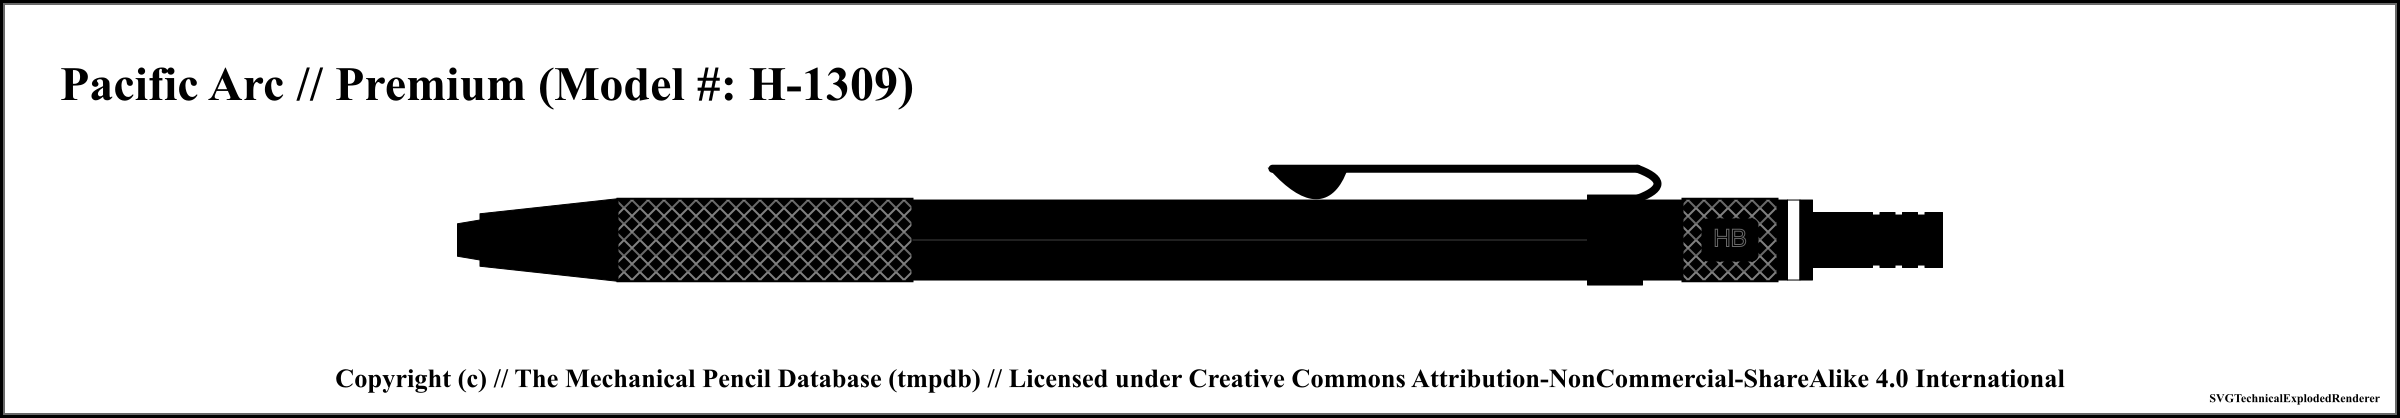 Pacific Arc // Premium (Model #: H-1309)
HB
Copyright (c) // The Mechanical Pencil Database (tmpdb) // Licensed under Creative Commons Attribution-NonCommercial-ShareAlike 4.0 International
SVGTechnicalExplodedRenderer